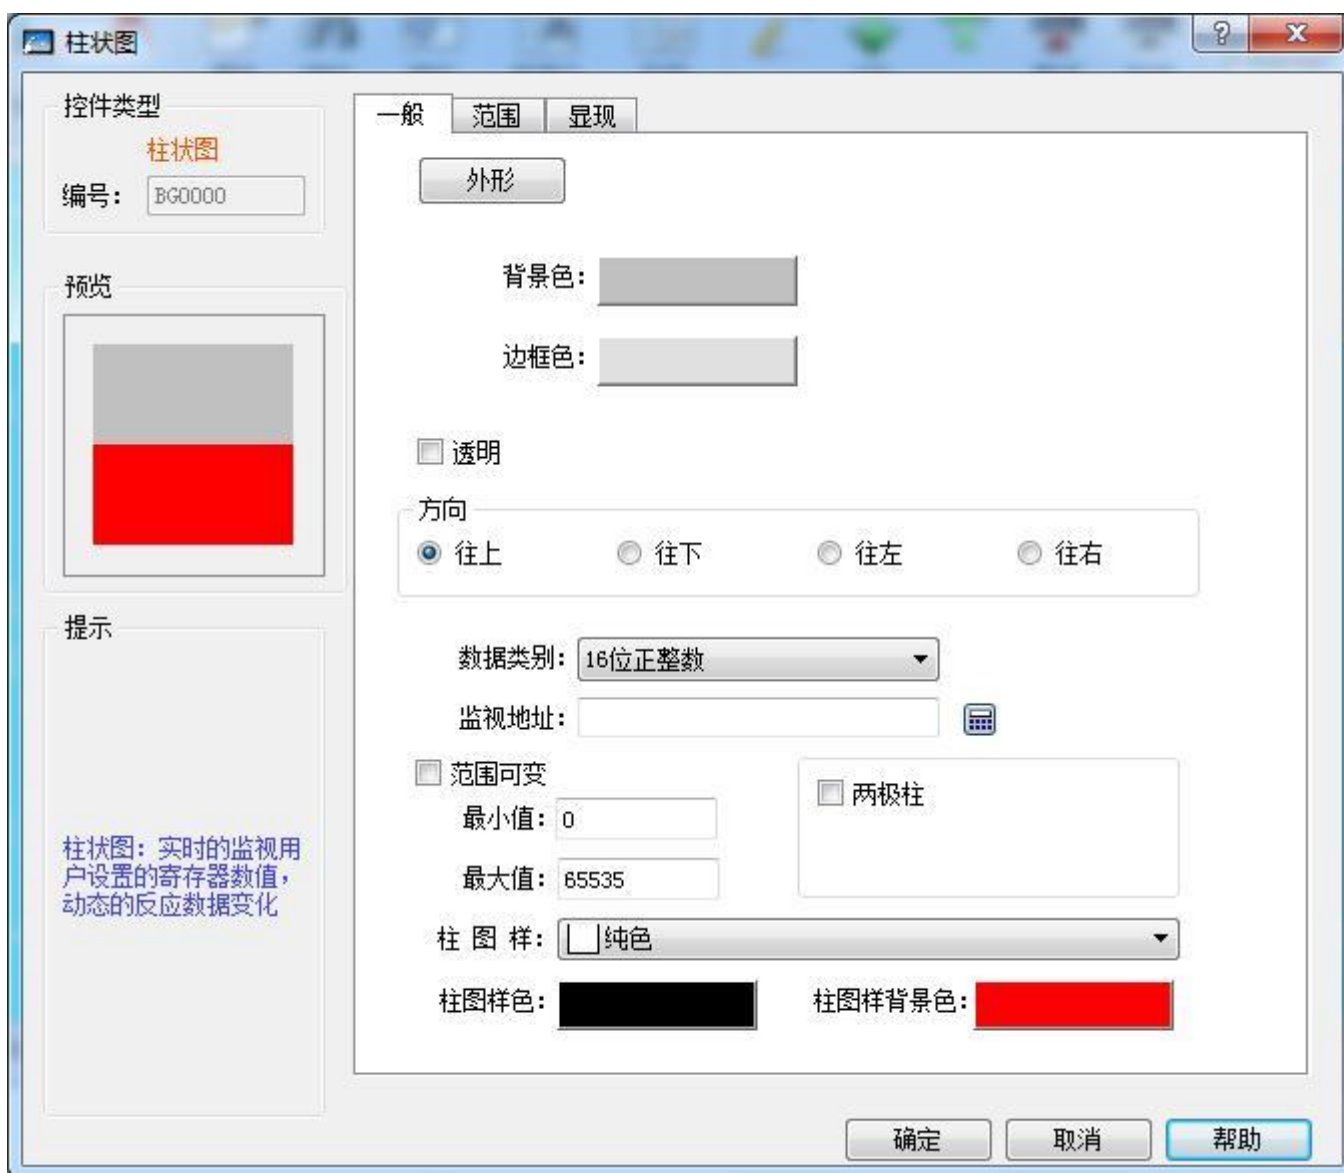 柱状图
?
X
控件类型
柱状图
编号： BG0000
预览
提示
柱状图：实时的监视用
户设置的寄存器数值，
动态的反应数据变化
一般 范围 显现
外形
背景色：
边框色：
透明
方向
往上 往下 往左 往右
数据类别： 16位正整数
监视地址：
范围可变
最小值： 0
最大值： 65535
两极柱
柱 图 样： 纯色
柱图样色： 柱图样背景色：
确定 取消 帮助